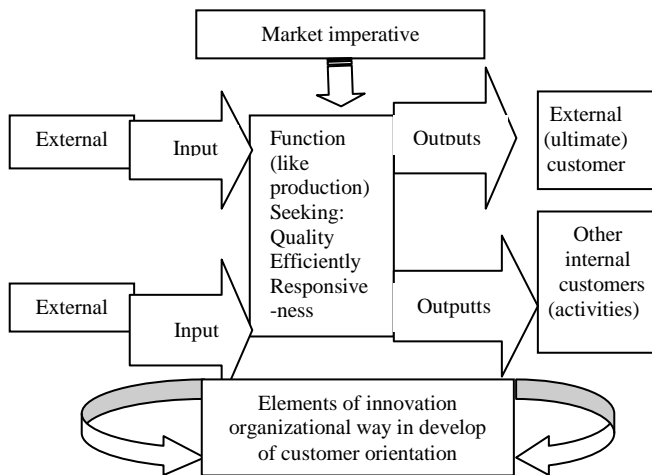 Market imperative
External
Input
Function
(like
production)
Seeking:
Quality
Efficiently
Responsive
-ness
Outputs
External
(ultimate)
customer
External
Input
Outputts
Other
internal
customers
(activities)
Elements of innovation
organizational way in develop
of customer orientation